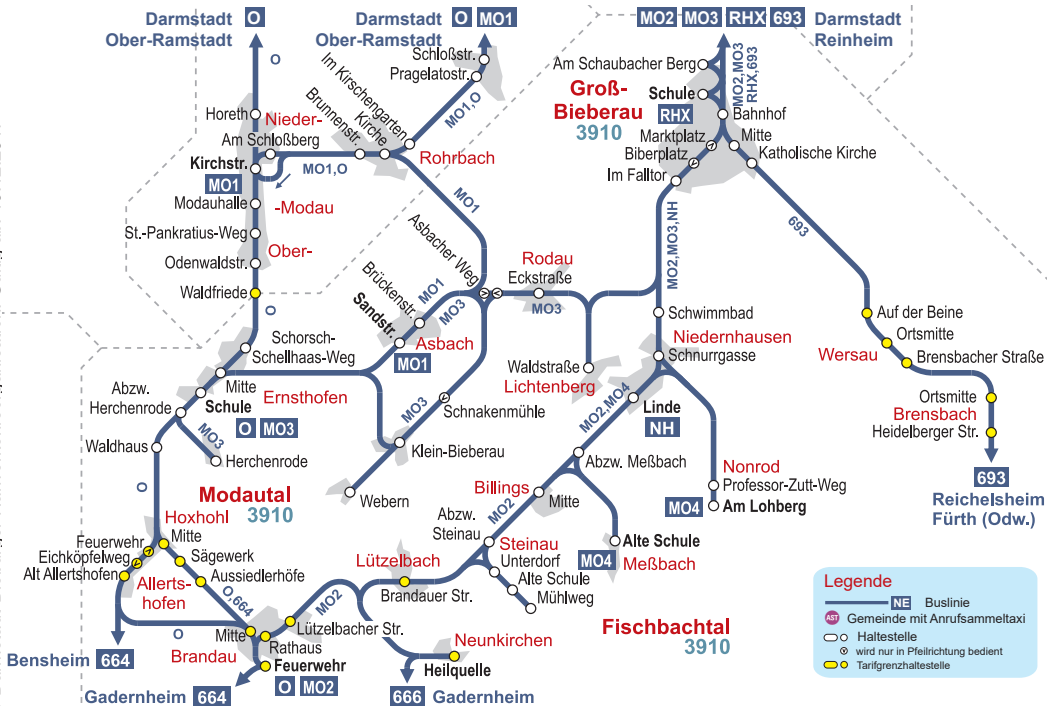 Darmstadt O
Ober-Ramstadt
Darmstadt O MO1
Ober-Ramstadt
MO2 MO3 RHX 693 Darmstadt
Reinheim
O
Schloßstr.
Pragelatostr.
MO1,O
Im Kirschengarten
Kirche
Brunnenstr.
Rohrbach
Am Schaubacher Berg
MO2,MO3
RHX,693
Groß-
Bieberau
3910
Schule
RHX
Bahnhof
Marktplatz
Mitte
Biberplatz
Katholische Kirche
Im Falltor
Horeth
Nieder-
Am Schloßberg
Kirchstr.
MO1
MO1,O
Modauhalle
-Modau
St.-Pankratius-Weg
Ober-
Odenwaldstr.
Waldfriede
O
MO1
Asbacher Weg
MO2,MO3,NH
693
Rodau
Eckstraße
MO3
Brückenstr.
MO1
MO3
Sandstr.
Asbach
MO1
Schwimmbad
Niedernhausen
Schnurgasse
Auf der Beine
Ortsmitte
Wersau
Brensbacher Straße
Ortsmitte
Brensbach
Heidelberger Str.
693
Reichelsheim
Fürth (Odw.)
Schorsch-
Schellhaas-Weg
Mitte
Ernsthofen
Abzw.
Herchenrode
Schule
O MO3
MO3
Waldhaus
Herchenrode
Waldstraße
Lichtenberg
MO2,MO4
Linde
NH
Schnakenmühle
MO3
Klein-Bieberau
Webern
Abzw. Meßbach
Nonrod
Professor-Zutt-Weg
MO4 Am Lohberg
Billings
Mitte
MO2
O
Modautal
3910
Hoxhohl
Feuerwehr
Mitte
Eichköpfelweg
Sägewerk
Alt Allertshofen
Aussiedlerhöfe
Allerts-
hofen
O,664
Abzw.
Steinau
Steinau
Unterdorf
Alte Schule
Mühlweg
Alte Schule
MO4
Meßbach
Lützelbach
Brandauer Str.
MO2
O
Mitte
Lützelbacher Str.
Rathaus
Brandau
Feuerwehr
O MO2
Neunkirchen
Heilquelle
Fischbachtal
3910
Bensheim 664
Gadernheim 664
666 Gadernheim
Legende
NE Buslinie
AST Gemeinde mit Anrufsammeltaxi
Haltestelle
wird nur in Pfeilrichtung bedient
Tarifgrenzhaltestelle